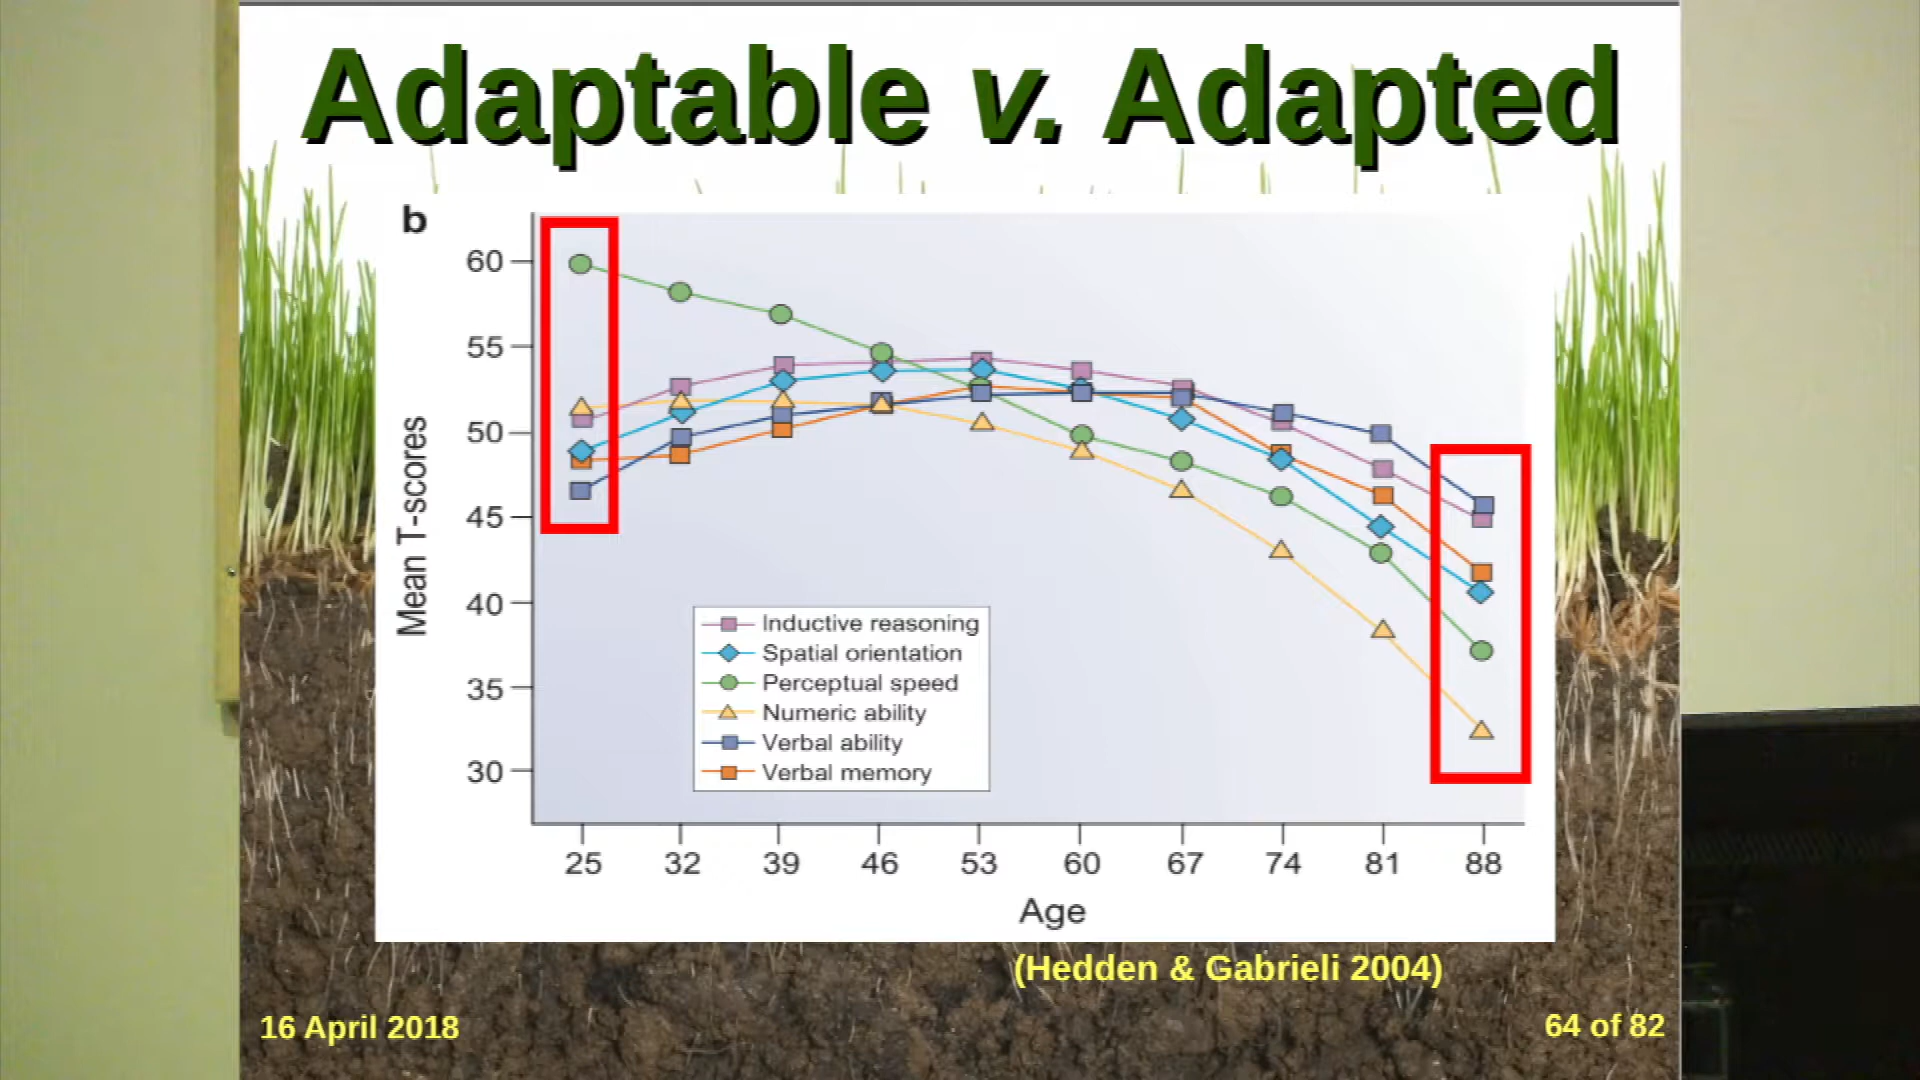 Adaptable v. Adapted
b
60
55
50
45
40
35
30
Mean T-scores
Inductive reasoning
Spatial orientation
Perceptual speed
Numeric ability
Verbal ability
Verbal memory
25 32 39 46 53 60 67 74 81 88
Age
(Hedden & Gabrieli 2004)
16 April 2018
64 of 82